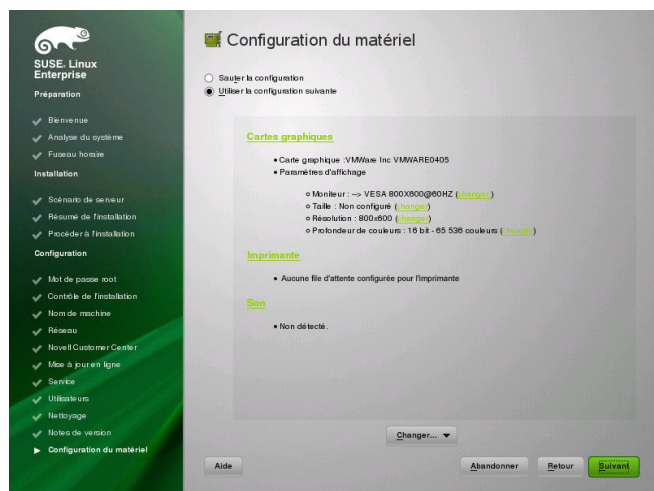 SUSE. Linux
Enterprise
Préparation
Bienvenue
Analyse du système
Fuseau horaire
Installation
Scénario de serveur
Résumé de l'installation
Procéder à l'installation
Configuration
Mot de passe root
Contrôle de l'installation
Nom de machine
Réseau
Novell Customer Center
Mise à jour en ligne
Service
Utilisateurs
Nettoyage
Notes de version
Configuration du matériel
Configuration du matériel
Sauter la configuration
Utiliser la configuration suivante
Cartes graphiques
• Carte graphique :VMWare Inc VMWARE0405
• Paramètres d'affichage
Moniteur : --> VESA 800X600@60HZ (changer)
Taille : Non configuré (changer)
Résolution : 800x600 (changer)
Profondeur de couleurs : 16 bit - 65 536 couleurs (changer)
Imprimante
• Aucune file d'attente configurée pour l'imprimante
Son
• Non détecté.
Changer...
Aide
Abandonner
Retour
Suivant